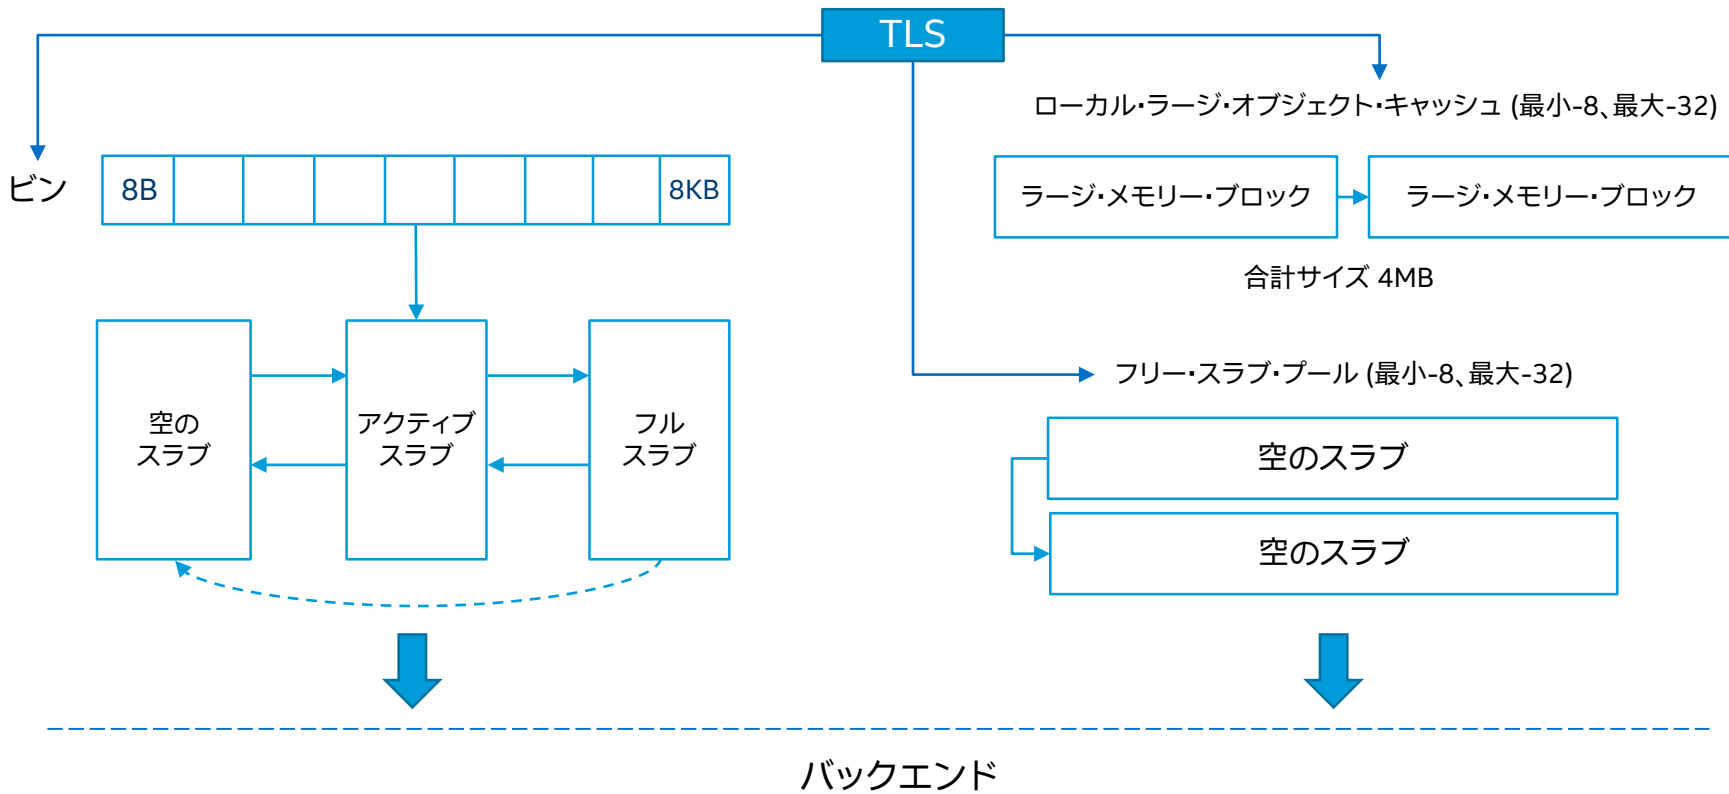 TLS
ローカル・ラージ・オブジェクト・キャッシュ (最小-8、最大-32)
ビン
8B
8KB
ラージ・メモリー・ブロック
ラージ・メモリー・ブロック
合計サイズ 4MB
フリー・スラブ・プール (最小-8、最大-32)
空の
スラブ
アクティブ
スラブ
フル
スラブ
空のスラブ
空のスラブ
バックエンド